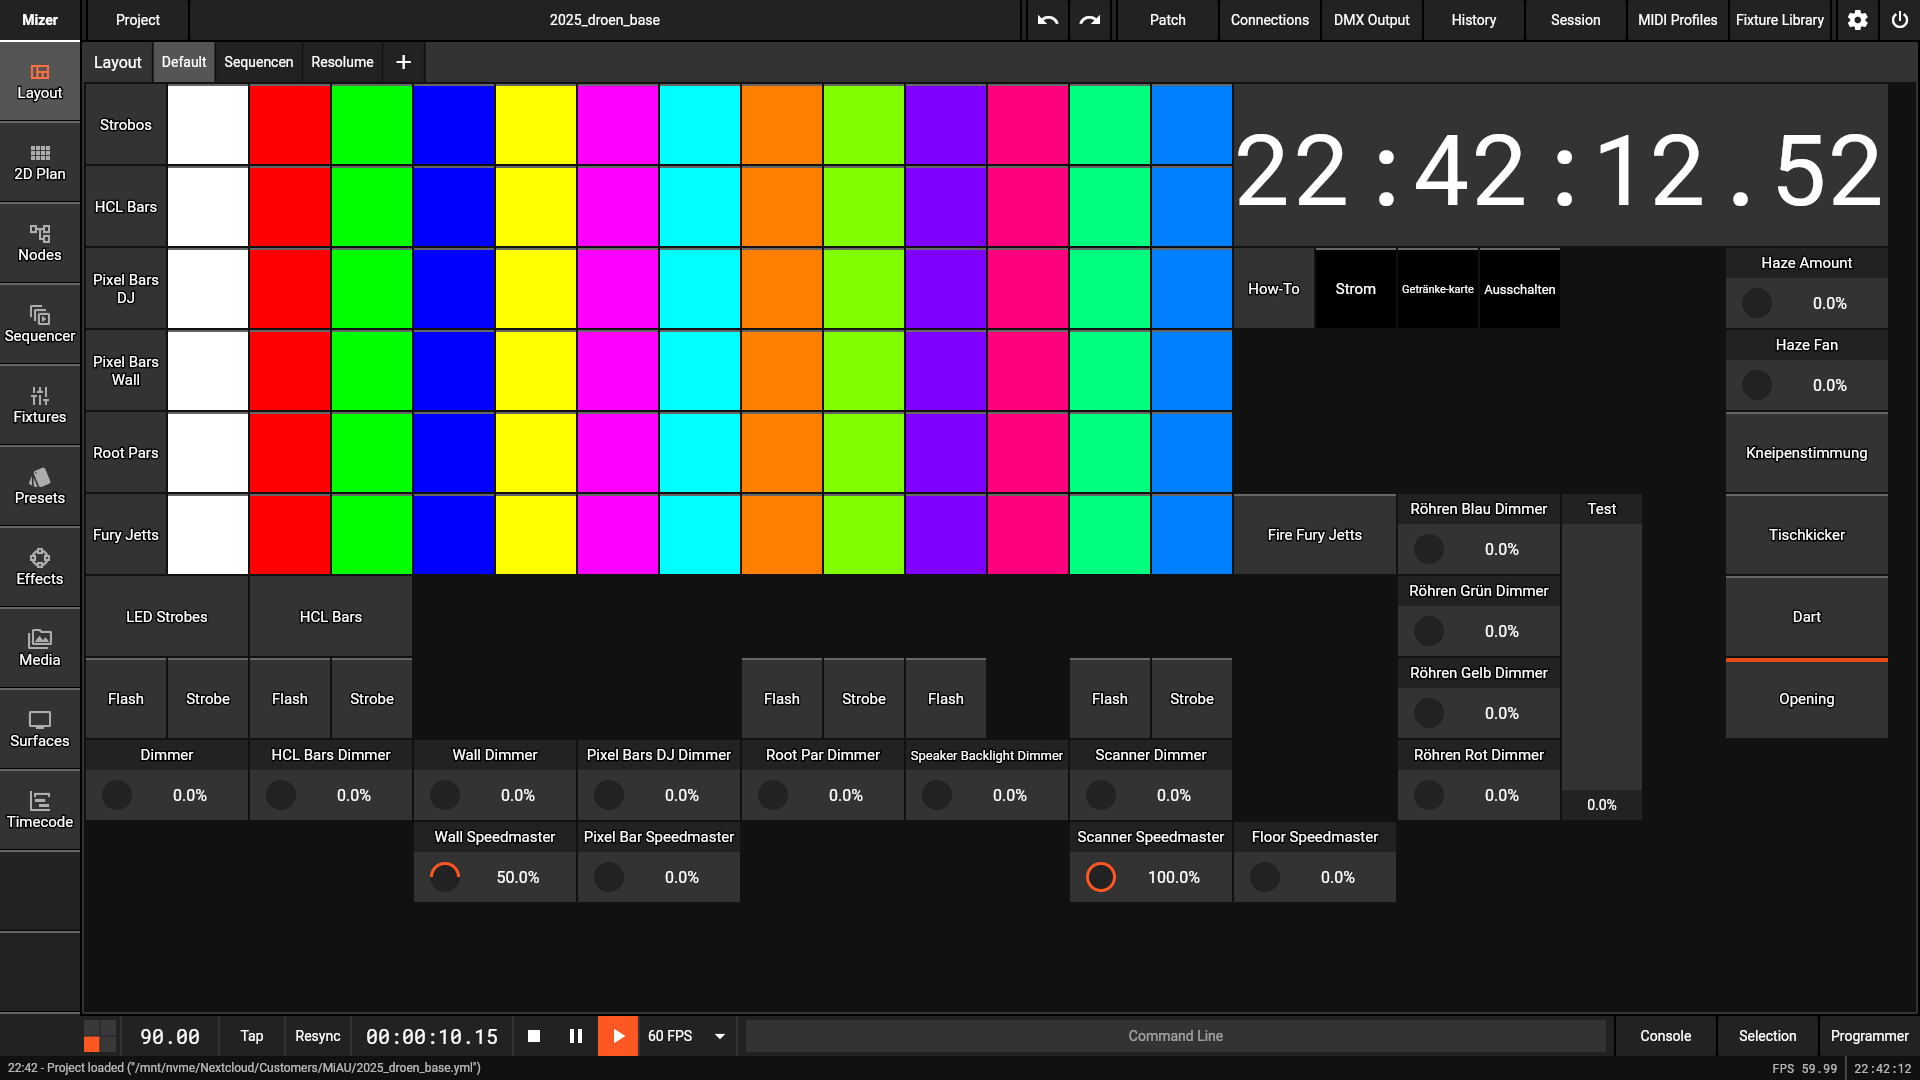 Mizer
Project
2025_droen_base
Patch
Connections
DMX Output
History
Session
MIDI Profiles
Fixture Library
Layout
Default
Sequencen
Resolume
Layout
2D Plan
Nodes
Sequencer
Fixtures
Presets
Effects
Media
Surfaces
Timecode
Strobos
HCL Bars
Pixel Bars
DJ
Pixel Bars
Wall
Root Pars
Fury Jetts
22:42:12.52
How-To
Strom
Getränke-karte
Ausschalten
Haze Amount
0.0%
Haze Fan
0.0%
Kneipenstimmung
Tischkicker
Dart
Opening
Fire Fury Jetts
Röhren Blau Dimmer
0.0%
Röhren Grün Dimmer
0.0%
Röhren Gelb Dimmer
0.0%
Röhren Rot Dimmer
0.0%
Test
0.0%
LED Strobes
HCL Bars
Flash
Strobe
Flash
Strobe
Flash
Strobe
Flash
Flash
Strobe
Dimmer
0.0%
HCL Bars Dimmer
0.0%
Wall Dimmer
0.0%
Pixel Bars DJ Dimmer
0.0%
Root Par Dimmer
0.0%
Speaker Backlight Dimmer
0.0%
Scanner Dimmer
0.0%
Wall Speedmaster
50.0%
Pixel Bar Speedmaster
0.0%
Scanner Speedmaster
100.0%
Floor Speedmaster
0.0%
90.00
Tap
Resync
00:00:10.15
60 FPS
Command Line
Console
Selection
Programmer
22:42 - Project loaded ("/mnt/nvme/Nextcloud/Customers/MiAU/2025_droen_base.yml")
FPS 59.99
22:42:12